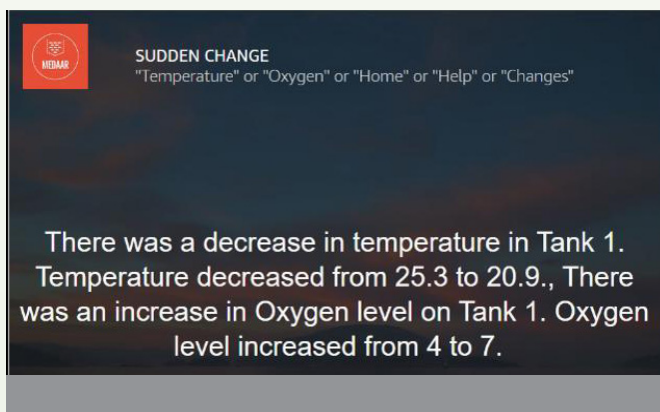 MEDAAR
SUDDEN CHANGE
"Temperature" or "Oxygen" or "Home" or "Help" or "Changes"
There was a decrease in temperature in Tank 1.
Temperature decreased from 25.3 to 20.9., There
was an increase in Oxygen level on Tank 1. Oxygen
level increased from 4 to 7.